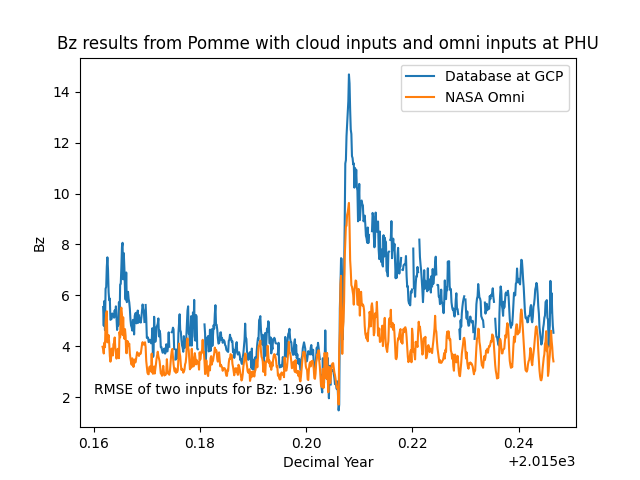 Bz results from Pomme with cloud inputs and omni inputs at PHU
Database at GCP
NASA Omni
14
12
10
8
6
4
2
Bz
RMSE of two inputs for Bz: 1.96
0.16 0.18 0.20 0.22 0.24
Decimal Year
+2.015e3